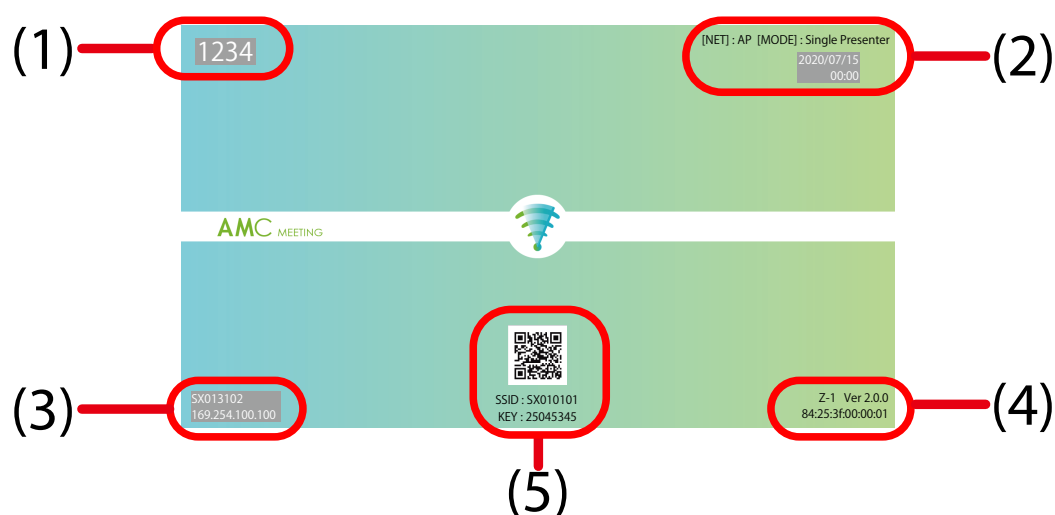 (1)
1234
[NET] : AP [MODE] : Single Presenter
2020/07/15
00:00
(2)
AMC MEETING
(3)
SX013102
169.254.100.100
SSID : SX010101
KEY : 25045345
Z-1 Ver 2.0.0
84:25:3f:00:00:01
(4)
(5)